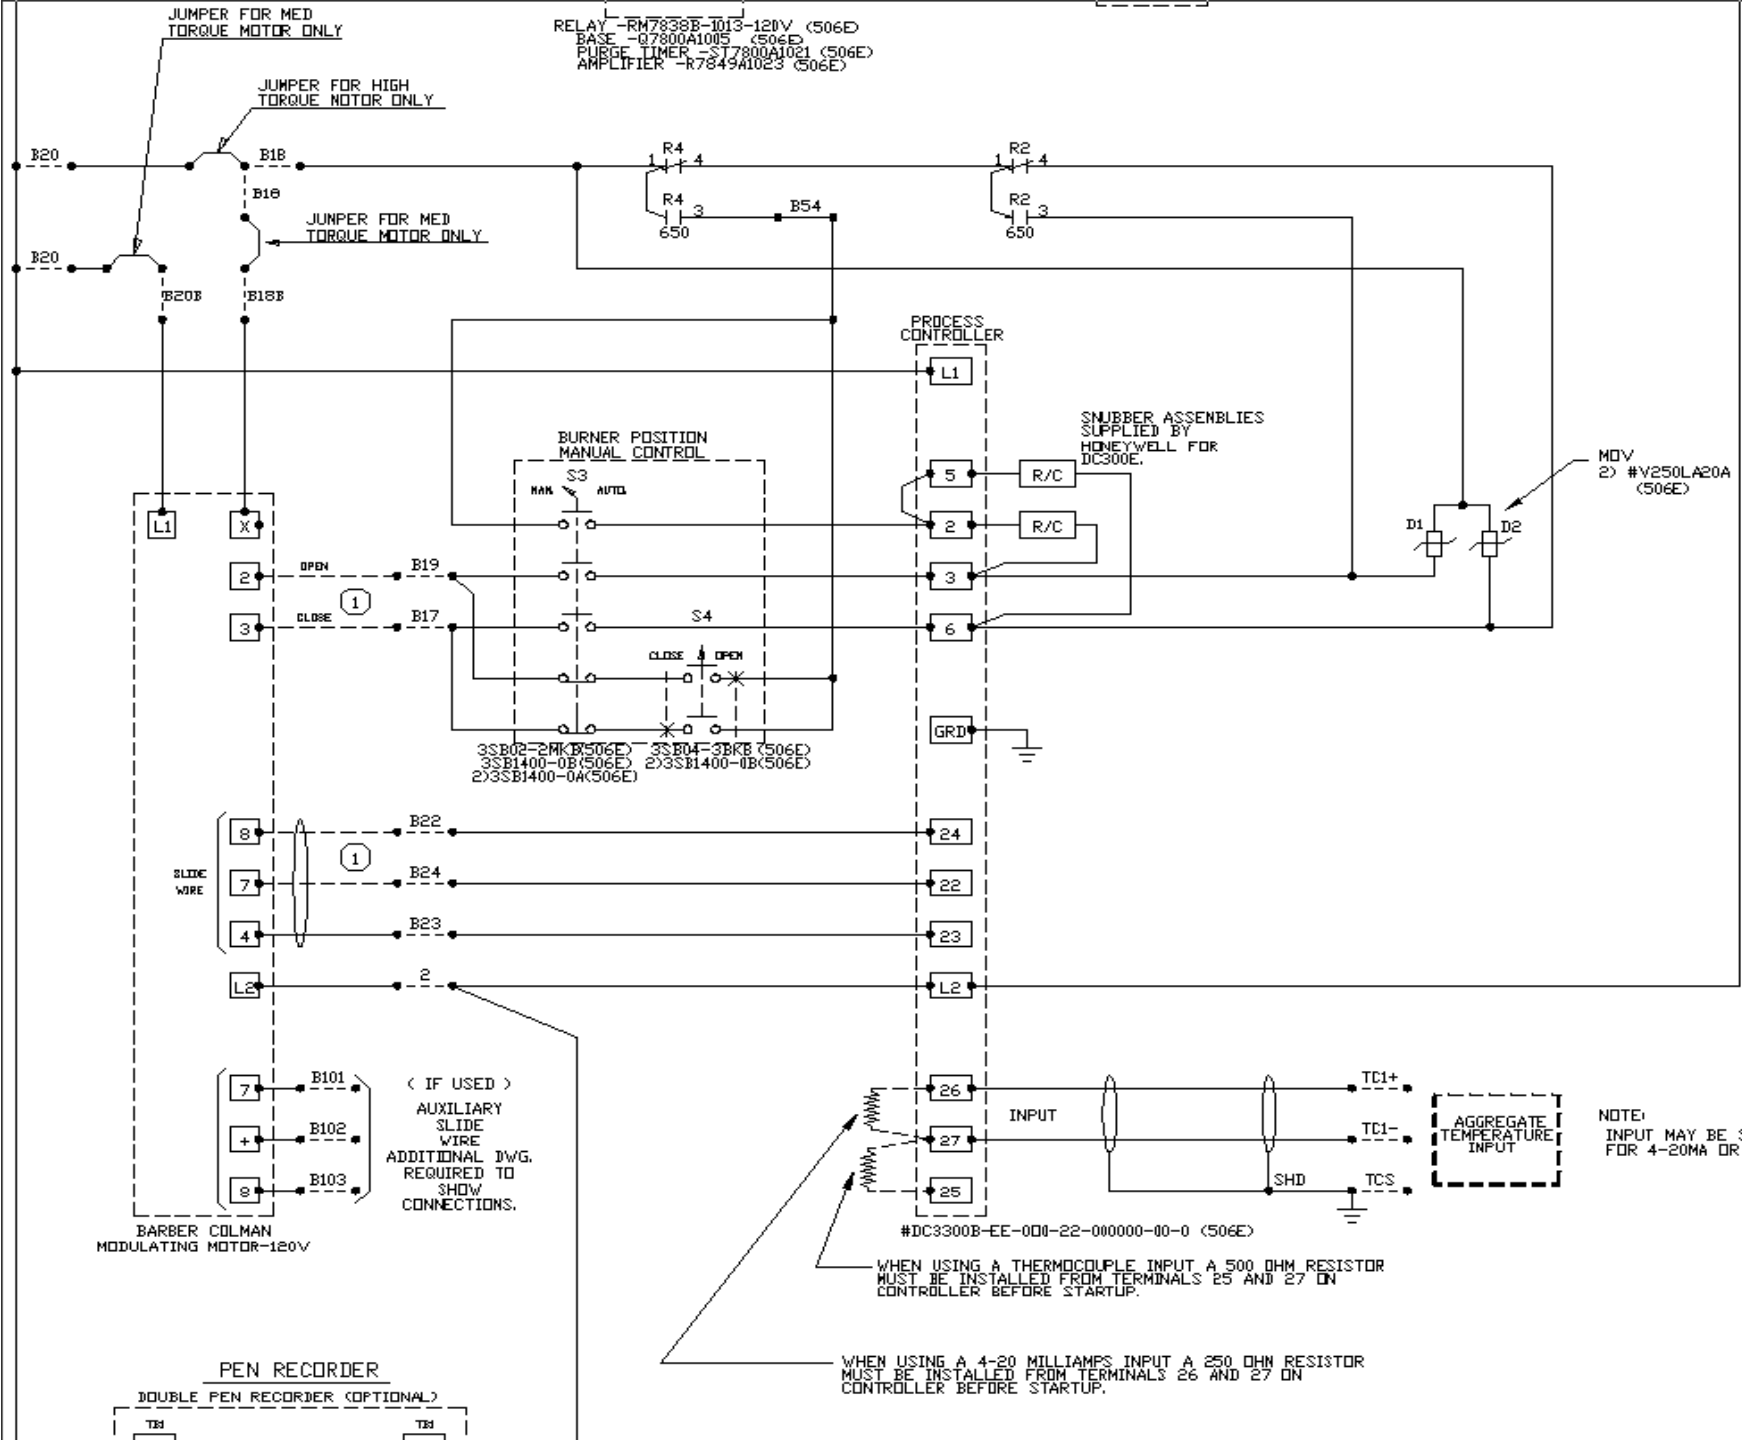 JUMPER FOR MED
TORQUE MOTOR ONLY
RELAY -RM7838B-1013-120V (506E)
BASE -Q7800A1005 (506E)
PURGE TIMER -ST7800A1021 (506E)
AMPLIFIER -R7849A1023 (506E)
JUMPER FOR HIGH
TORQUE MOTOR ONLY
B20
B18
R4
1 4
R2
1 4
B18
R4
3
650
B54
R2
3
650
JUMPER FOR MED
TORQUE MOTOR ONLY
B20
B20B
B18B
PROCESS
CONTROLLER
L1
SNUBBER ASSENBLIES
SUPPLIED BY
HONEYWELL FOR
DC300E.
BURNER POSITION
MANUAL CONTROL
MOV
2) #V250LA20A
(506E)
S3
MAN. AUTO.
5
R/C
L1
X
2
R/C
D1
D2
2
OPEN
B19
3
1
3
CLOSE
B17
S4
6
CLOSE OPEN
GRD
3SB02-2MKB(506E)
3SB1400-0B(506E)
2)3SB1400-0A(506E)
3SB04-3BKB (506E)
2)3SB1400-0B(506E)
8
B22
24
1
SLIDE
WIRE
7
B24
22
4
B23
23
L2
2
L2
7
B101
+
B102
8
B103
( IF USED )
AUXILIARY
SLIDE
WIRE
ADDITIONAL DWG.
REQUIRED TO
SHOW
CONNECTIONS.
26
27
25
INPUT
TC1+
TC1-
SHD
TCS
AGGREGATE
TEMPERATURE
INPUT
NOTE:
INPUT MAY BE
FOR 4-20MA OR
BARBER COLMAN
MODULATING MOTOR-120V
#DC3300B-EE-000-22-000000-00-0 (506E)
WHEN USING A THERMOCOUPLE INPUT A 500 OHM RESISTOR
MUST BE INSTALLED FROM TERMINALS 25 AND 27 ON
CONTROLLER BEFORE STARTUP.
WHEN USING A 4-20 MILLIAMPS INPUT A 250 OHM RESISTOR
MUST BE INSTALLED FROM TERMINALS 26 AND 27 ON
CONTROLLER BEFORE STARTUP.
PEN RECORDER
DOUBLE PEN RECORDER (OPTIONAL)
TB1
TB1